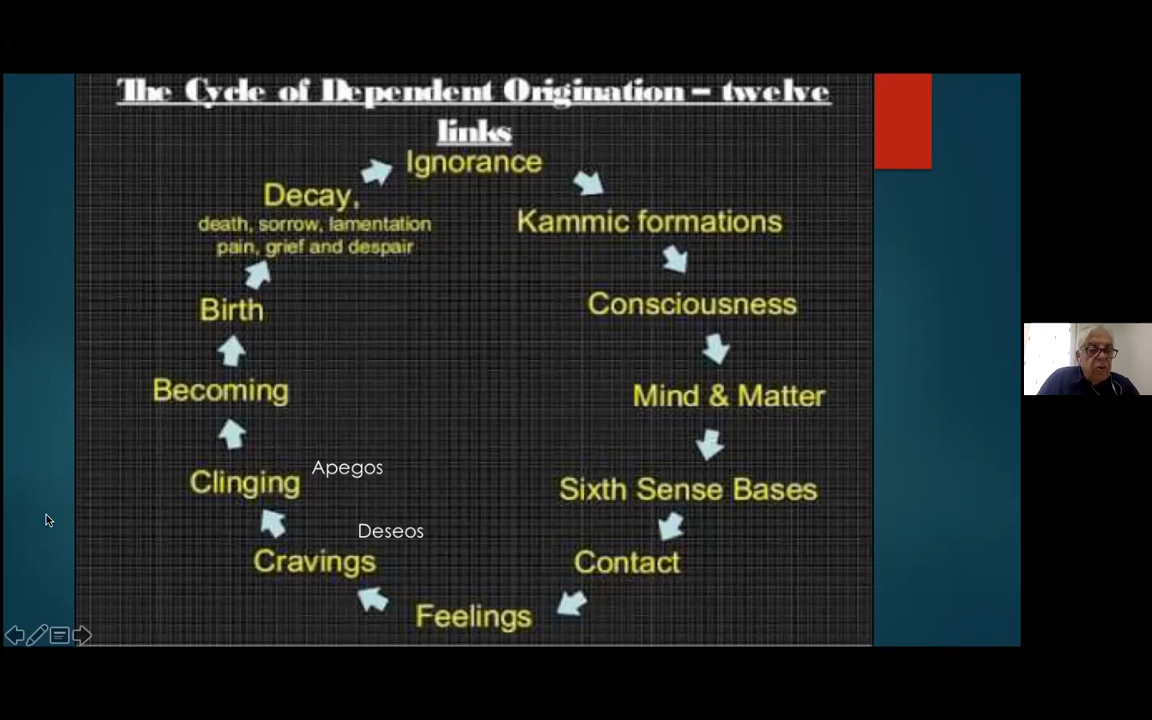 The Cycle of Dependent Origination – twelve
links
Ignorance
Kammic formations
Consciousness
Mind & Matter
Sixth Sense Bases
Contact
Feelings
Cravings
Deseos
Clinging
Apegos
Becoming
Birth
Decay,
death, sorrow, lamentation
pain, grief and despair